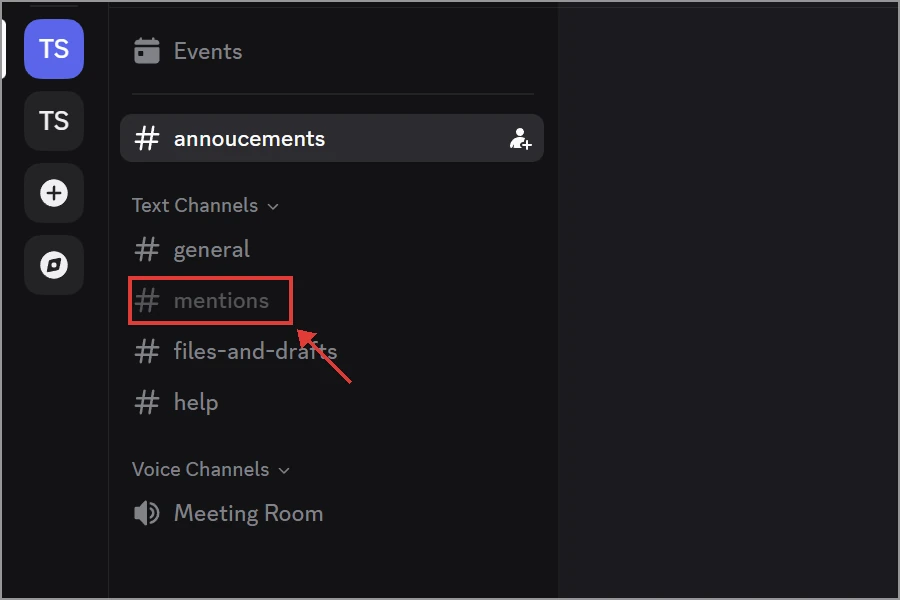 TS
TS
Events
# annoucements
Text Channels
# general
# mentions
# files-and-drafts
# help
Voice Channels
Meeting Room